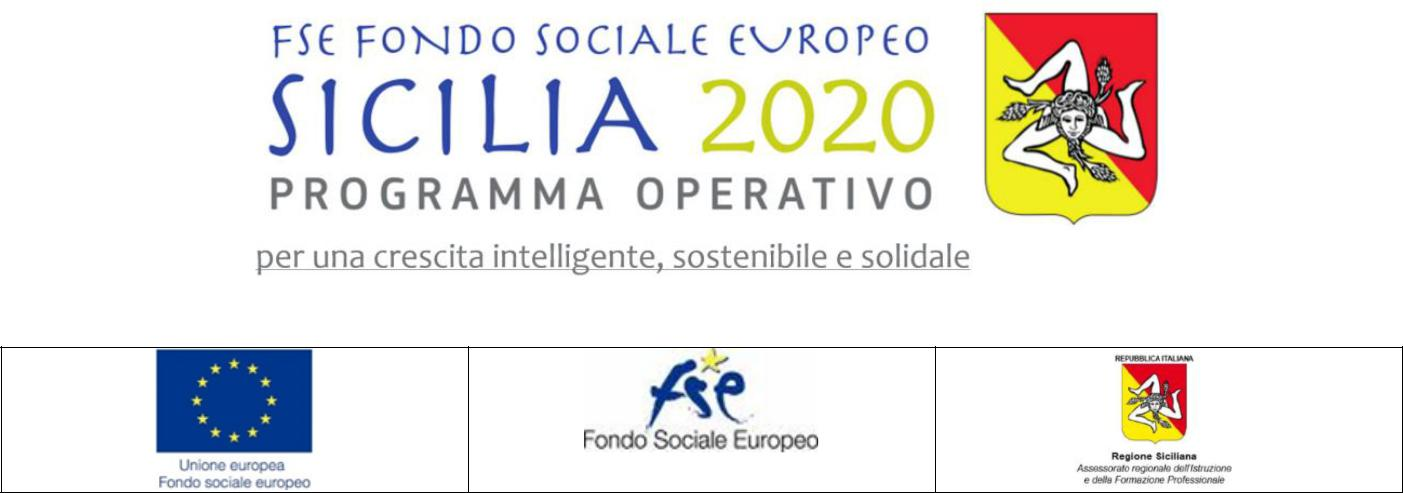 FSE FONDO SOCIALE EUROPEO
SICILIA 2020
PROGRAMMA OPERATIVO
per una crescita intelligente, sostenibile e solidale
Unione europea
Fondo sociale europeo
fse
Fondo Sociale Europeo
REPUBBLICA ITALIANA
Regione Siciliana
Assessorato regionale dell'Istruzione
e della Formazione Professionale